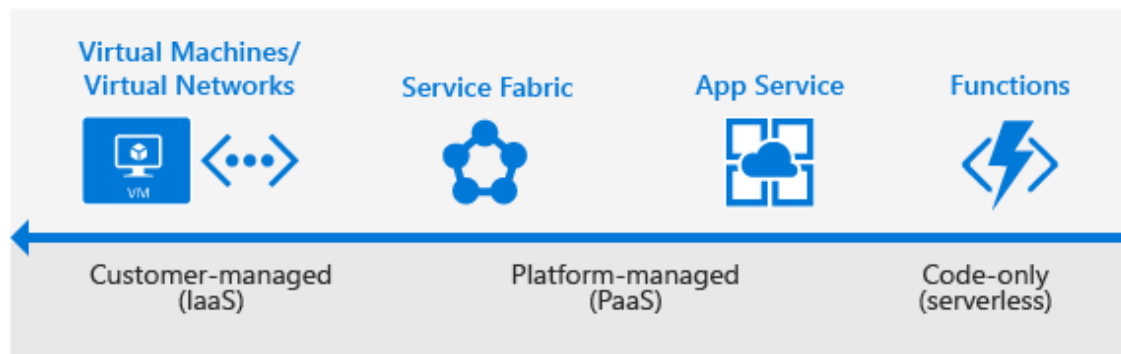 Virtual Machines/
Virtual Networks
Service Fabric
App Service
Functions
VM
Customer-managed
(IaaS)
Platform-managed
(PaaS)
Code-only
(serverless)